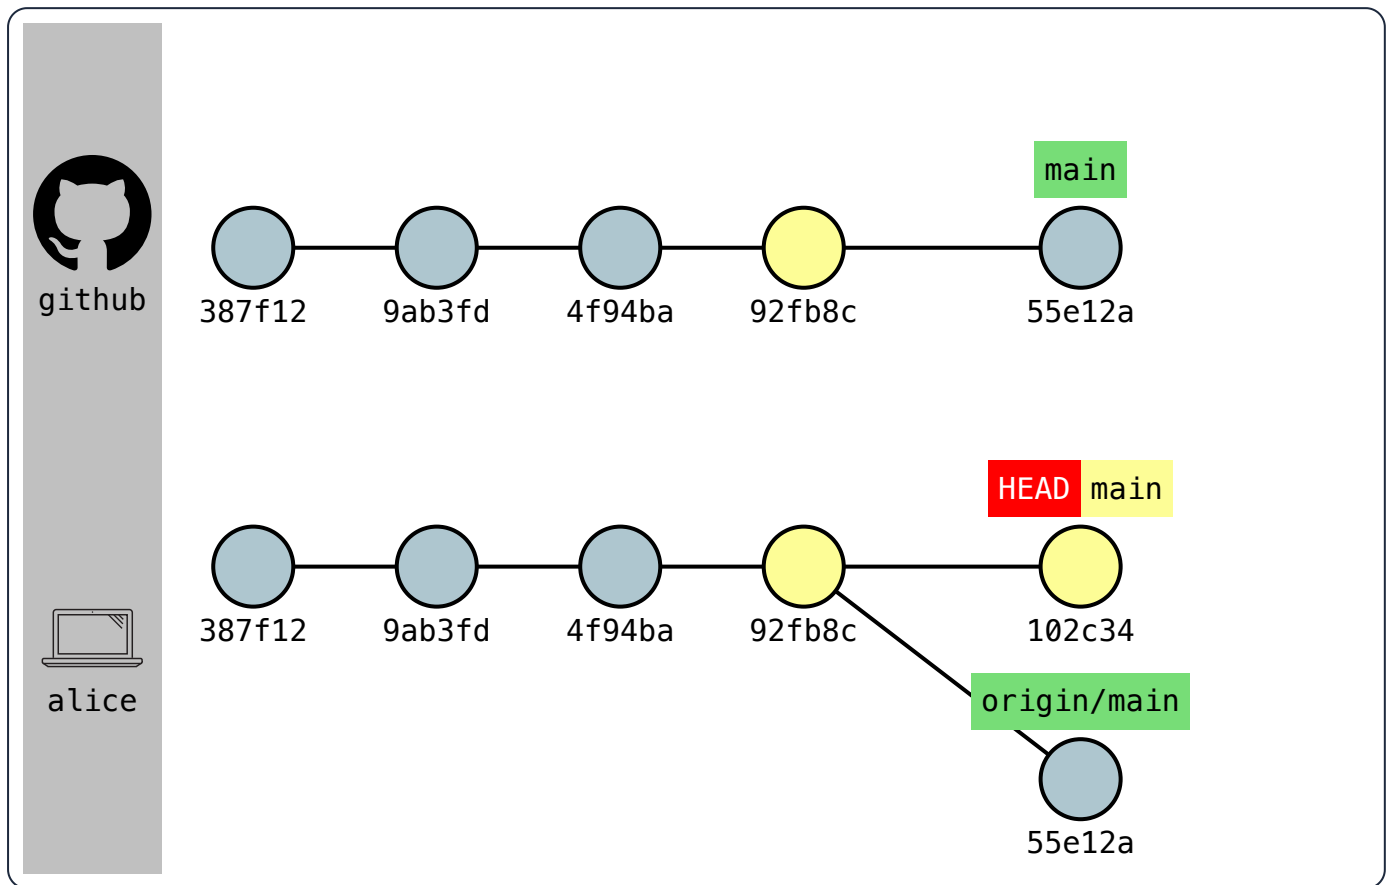 main
github
387f12 9ab3fd 4f94ba 92fb8c 55e12a
HEAD main
387f12 9ab3fd 4f94ba 92fb8c 102c34
alice
origin/main
55e12a